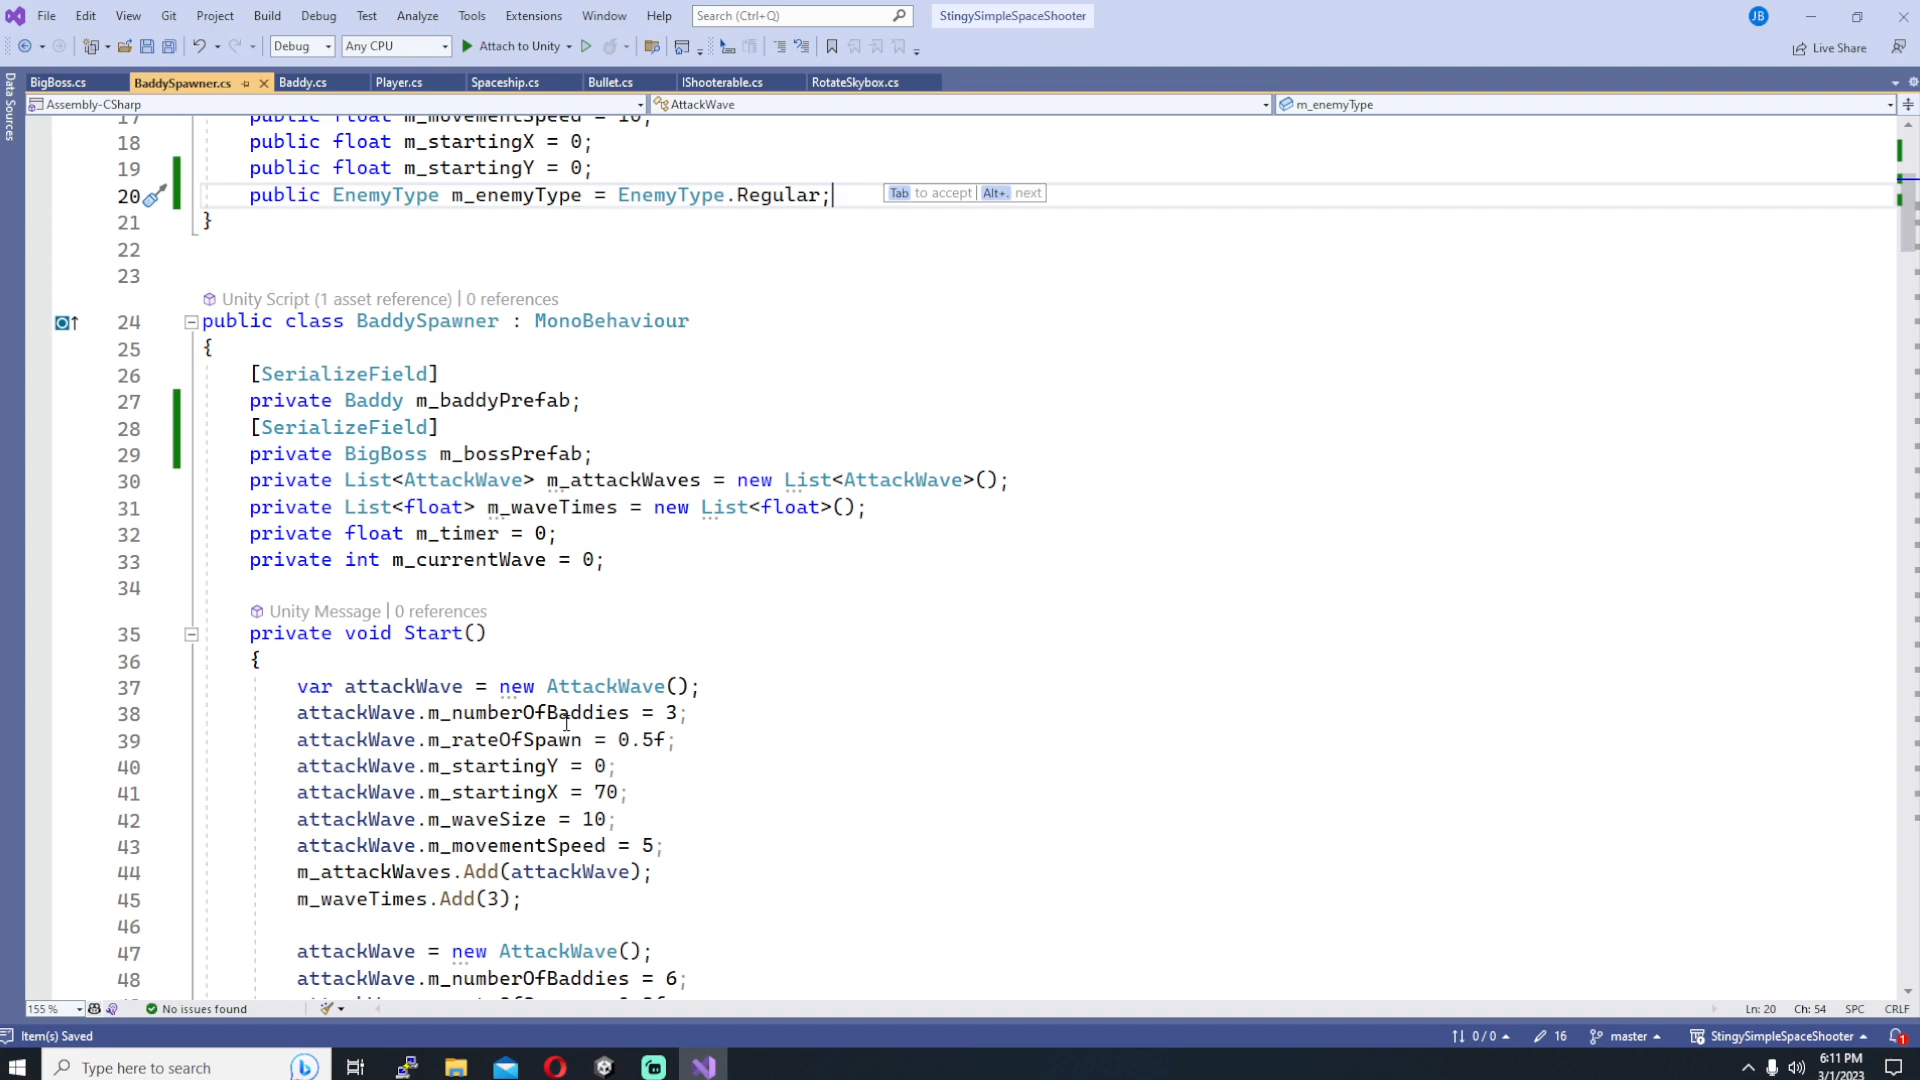 File Edit View Git Project Build Debug Test Analyze Tools Extensions Window Help Search (Ctrl+Q) StingySimpleSpaceShooter JB
Debug Any CPU Attach to Unity Live Share
BigBoss.cs BaddySpawner.cs Baddy.cs Player.cs Spaceship.cs Bullet.cs IShooterable.cs RotateSkybox.cs
Data Sources
Assembly-CSharp AttackWave m_enemyType
17 public float m_movementSpeed = 10;
18 public float m_startingX = 0;
19 public float m_startingY = 0;
20 public EnemyType m_enemyType = EnemyType.Regular; Tab to accept | Alt+. next
21 }
22
23
Unity Script (1 asset reference) | 0 references
24 public class BaddySpawner : MonoBehaviour
25 {
26 [SerializeField]
27 private Baddy m_baddyPrefab;
28 [SerializeField]
29 private BigBoss m_bossPrefab;
30 private List<AttackWave> m_attackWaves = new List<AttackWave>();
31 private List<float> m_waveTimes = new List<float>();
32 private float m_timer = 0;
33 private int m_currentWave = 0;
34
Unity Message | 0 references
35 private void Start()
36 {
37 var attackWave = new AttackWave();
38 attackWave.m_numberOfBaddies = 3;
39 attackWave.m_rateOfSpawn = 0.5f;
40 attackWave.m_startingY = 0;
41 attackWave.m_startingX = 70;
42 attackWave.m_waveSize = 10;
43 attackWave.m_movementSpeed = 5;
44 m_attackWaves.Add(attackWave);
45 m_waveTimes.Add(3);
46
47 attackWave = new AttackWave();
48 attackWave.m_numberOfBaddies = 6;
155 % No issues found Ln: 20 Ch: 54 SPC CRLF
Item(s) Saved 0 / 0 16 master StingySimpleSpaceShooter 1
Type here to search 6:11 PM
3/1/2023